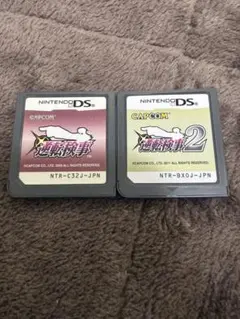 NINTENDO DS
CAPCOM
逆転検事
NTR-C32J-JPN
NINTENDO DS
CAPCOM
逆転検事2
NTR-BXOJ-JPN